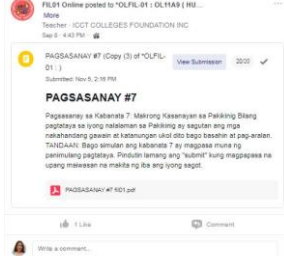 FIL01 Online posted to "OLFIL-01 : OL11A9 ( HU...
More
Teacher · ICCT COLLEGES FOUNDATION INC
Sep 8 · 4:43 PM ·
PAGSASANAY #7 (Copy (3) of "OLFIL-
01 : )
View Submission
20/20
Submitted: Nov 5, 2:16 PM
PAGSASANAY #7
Pagsasanay sa Kabanata 7: Makrong Kasanayan sa Pakikinig Bilang
pagtataya sa iyong nalalaman sa Pakikinig ay sagutan ang mga
nakahandang gawain at katanungan ukol dito bago basahin at pag-aralan.
TANDAAN: Bago simulan ang kabanata 7 ay magpasa muna ng
panimulang pagtataya. Pindutin lamang ang "submit" kung magpapasa na
upang maiwasan na makita ng iba ang iyong sagot.
PAGSASANAY #7 filD1.pdf
1 Like
Comment
Write a comment...